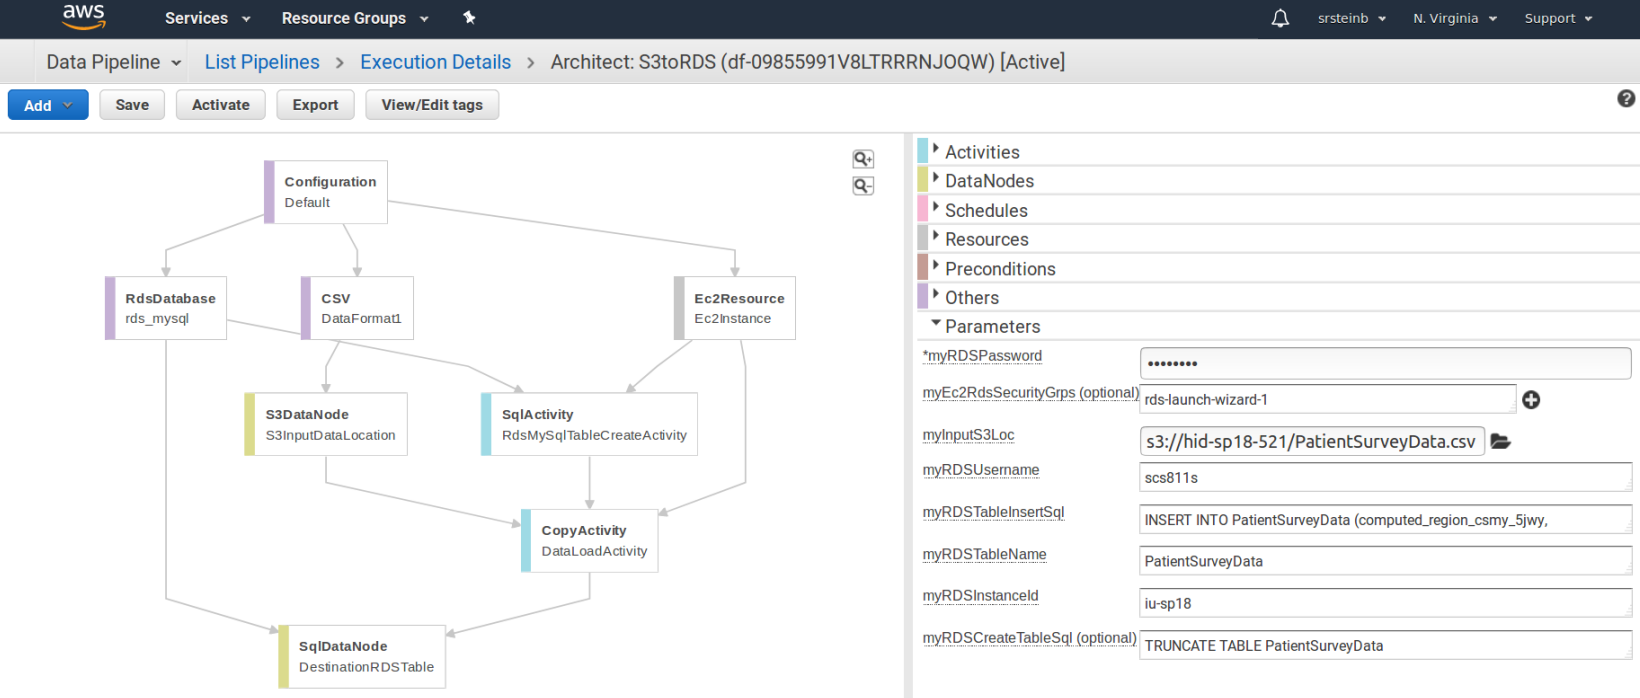 aws Services Resource Groups srsteinb N. Virginia Support
Data Pipeline List Pipelines > Execution Details > Architect: S3toRDS (df-09855991V8LTRRRNJOQW) [Active]
Add Save Activate Export View/Edit tags ?
Configuration
Default
RdsDatabase
rds_mysql
CSV
DataFormat1
Ec2Resource
Ec2Instance
S3DataNode
S3InputDataLocation
SqlActivity
RdsMySqlTableCreateActivity
CopyActivity
DataLoadActivity
SqlDataNode
DestinationRDSTable
Activities
DataNodes
Schedules
Resources
Preconditions
Others
Parameters
*myRDSPassword ••••••••
myEc2RdsSecurityGrps (optional) rds-launch-wizard-1
myInputS3Loc s3://hid-sp18-521/PatientSurveyData.csv
myRDSUsername scs811s
myRDSTableInsertSql INSERT INTO PatientSurveyData (computed_region_csmy_5jwy,
myRDSTableName PatientSurveyData
myRDSInstanceId iu-sp18
myRDSCreateTableSql (optional) TRUNCATE TABLE PatientSurveyData